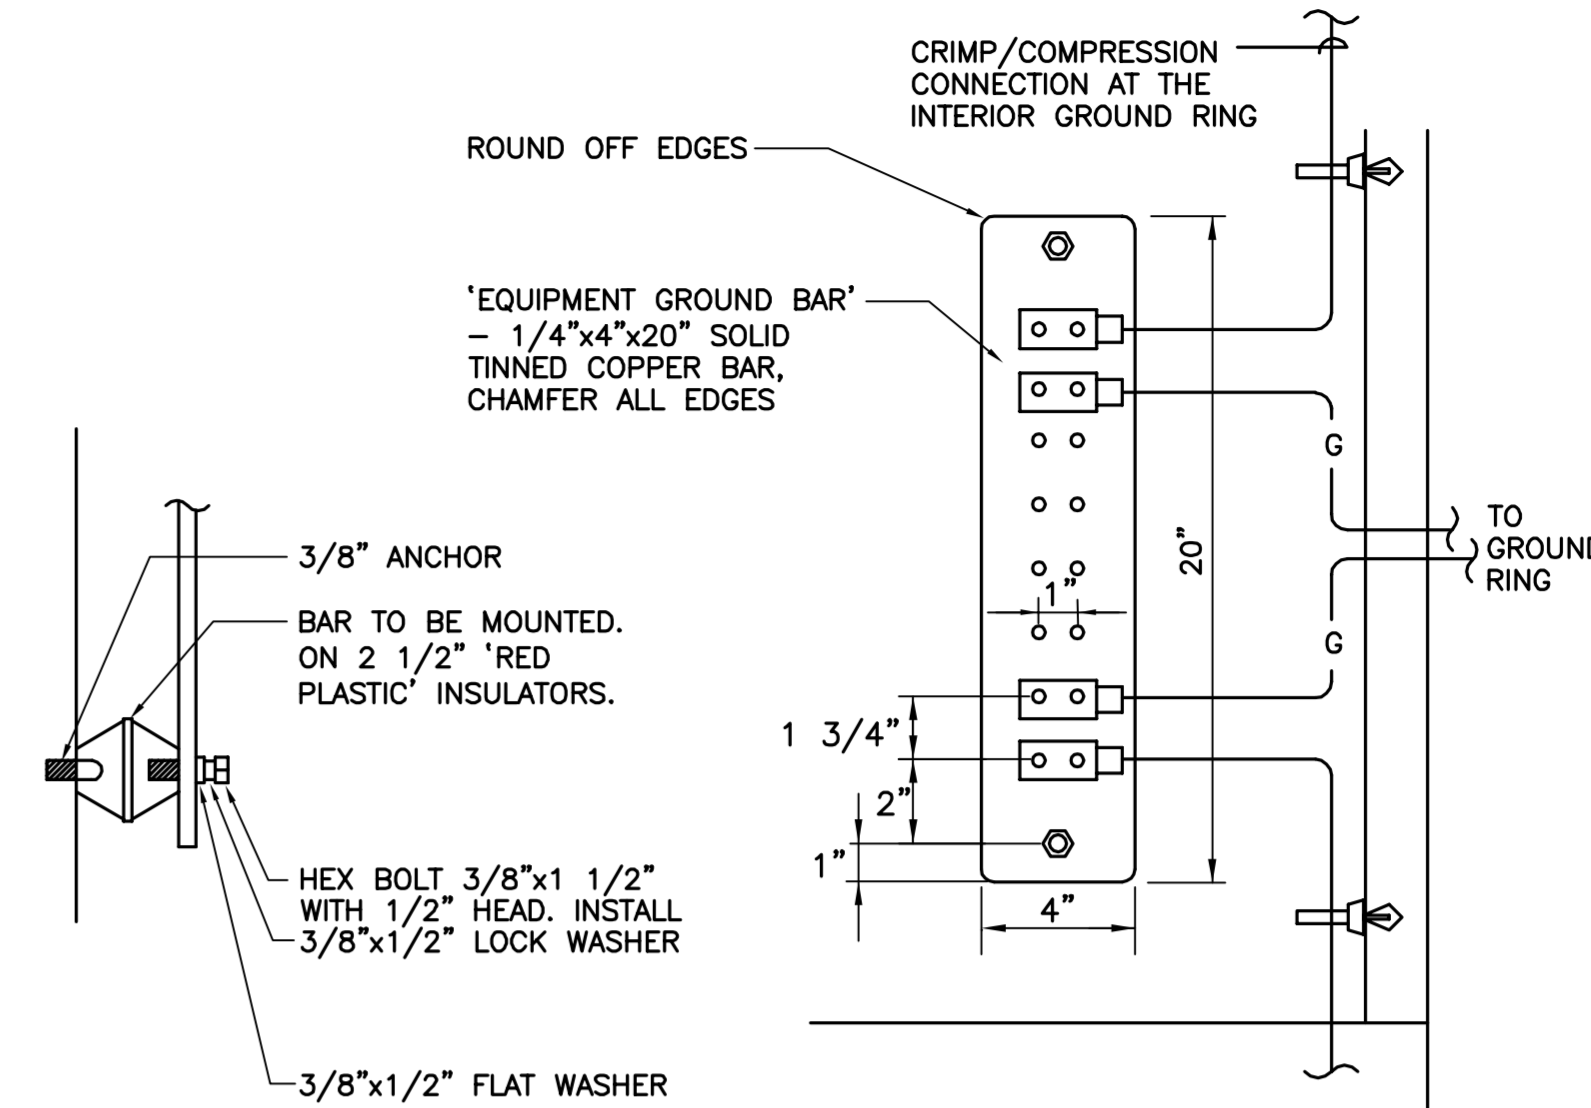 CRIMP/COMPRESSION
CONNECTION AT THE
INTERIOR GROUND RING
ROUND OFF EDGES
‘EQUIPMENT GROUND BAR’
– 1/4”x4”x20” SOLID
TINNED COPPER BAR,
CHAMFER ALL EDGES
G
20”
TO
GROUND
RING
3/8” ANCHOR
BAR TO BE MOUNTED.
ON 2 1/2” ‘RED
PLASTIC’ INSULATORS.
1”
G
1 3/4”
2”
1”
4”
HEX BOLT 3/8”x1 1/2”
WITH 1/2” HEAD. INSTALL
3/8”x1/2” LOCK WASHER
3/8”x1/2” FLAT WASHER